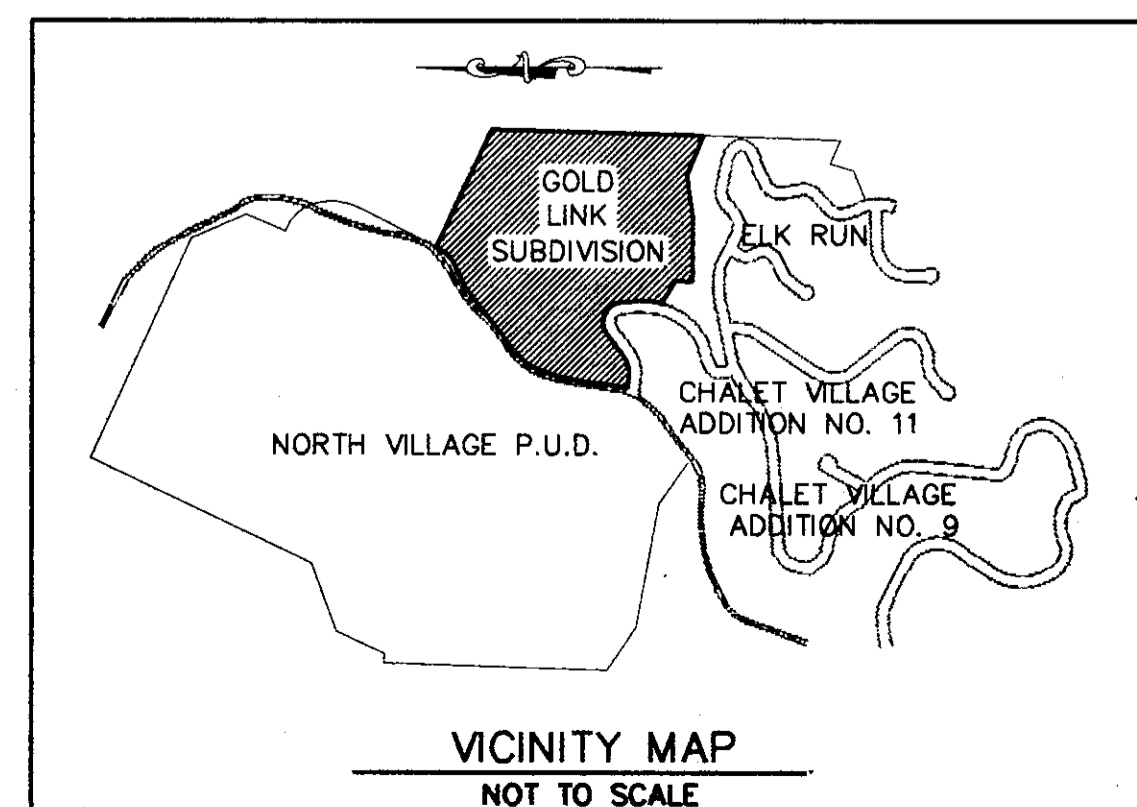 GOLD
LINK
SUBDIVISION
ELK RUN
CHALET VILLAGE
ADDITION NO. 11
NORTH VILLAGE P.U.D.
CHALET VILLAGE
ADDITION NO. 9
VICINITY MAP
NOT TO SCALE